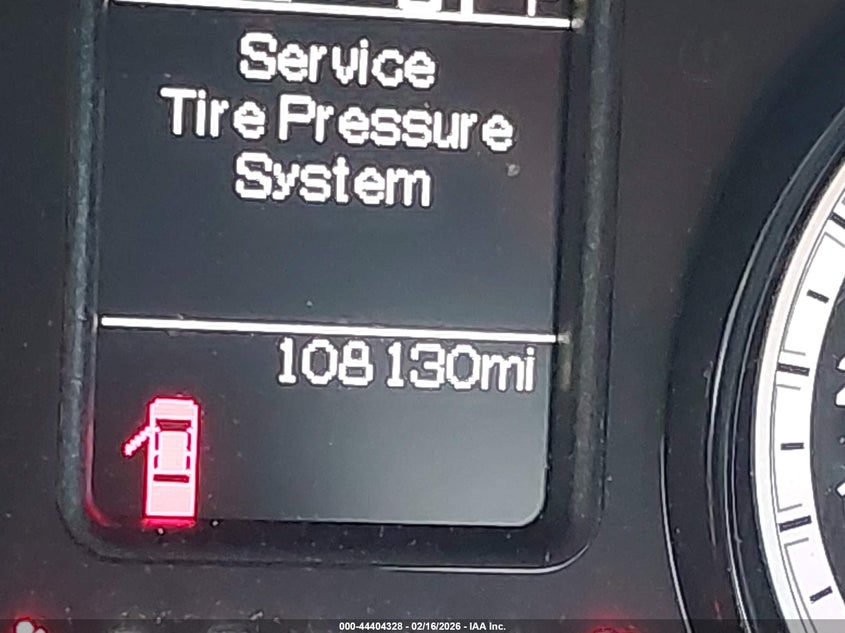 Service
Tire Pressure
System
108130mi
000-44404328 - 02/16/2026 - IAA Inc.